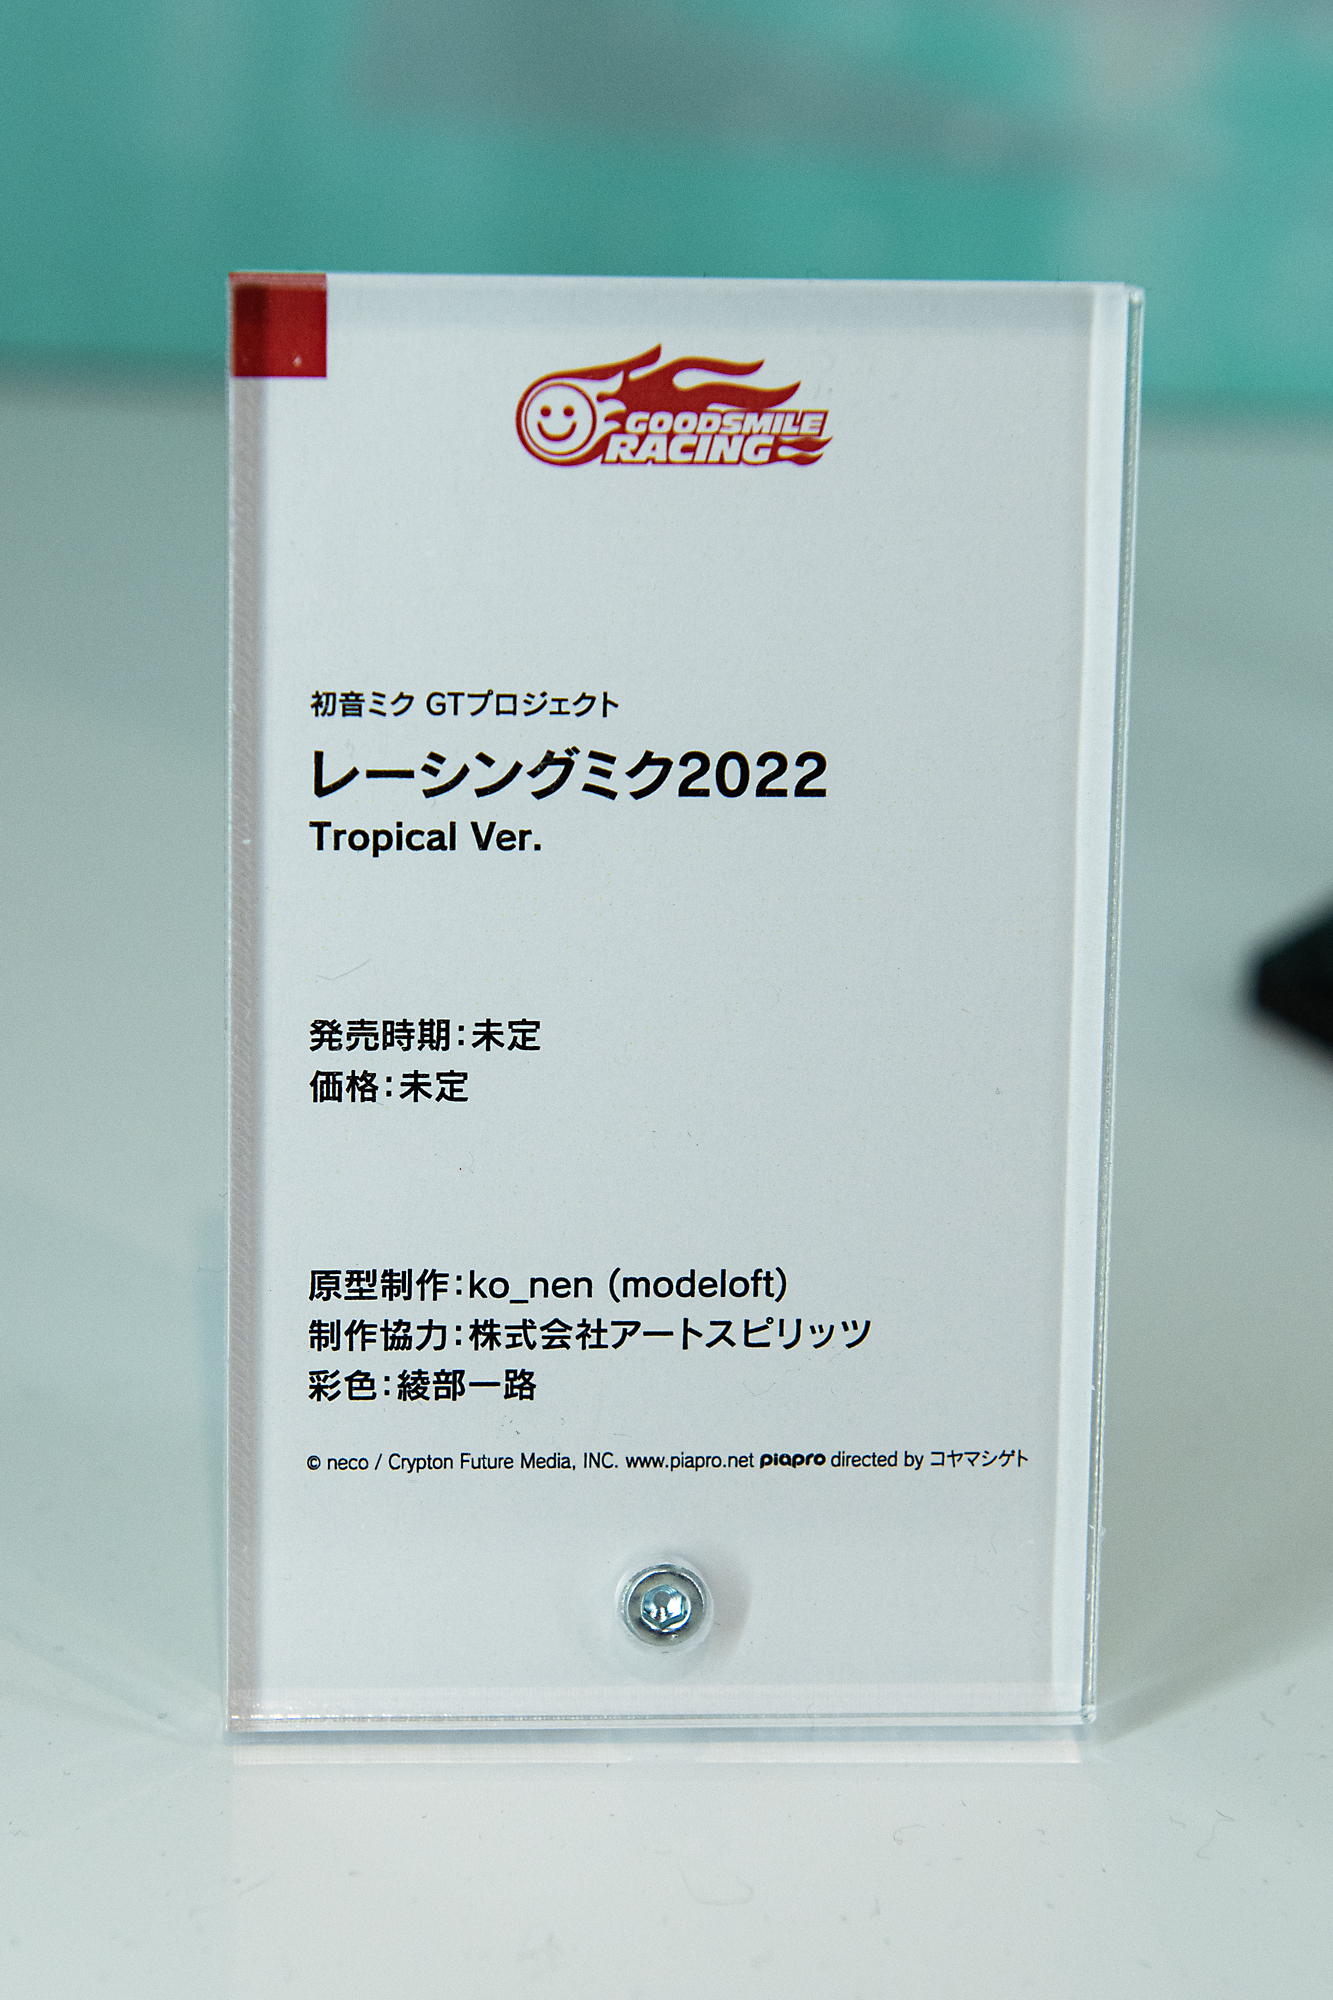 GOODSMILE
RACING
初音ミク GTプロジェクト
レーシングミク2022
Tropical Ver.
発売時期：未定
価格：未定
原型制作：ko_nen (modeloft)
制作協力：株式会社アートスピリッツ
彩色：綾部一路
© neco / Crypton Future Media, INC. www.piapro.net piapro directed by コヤマシゲト